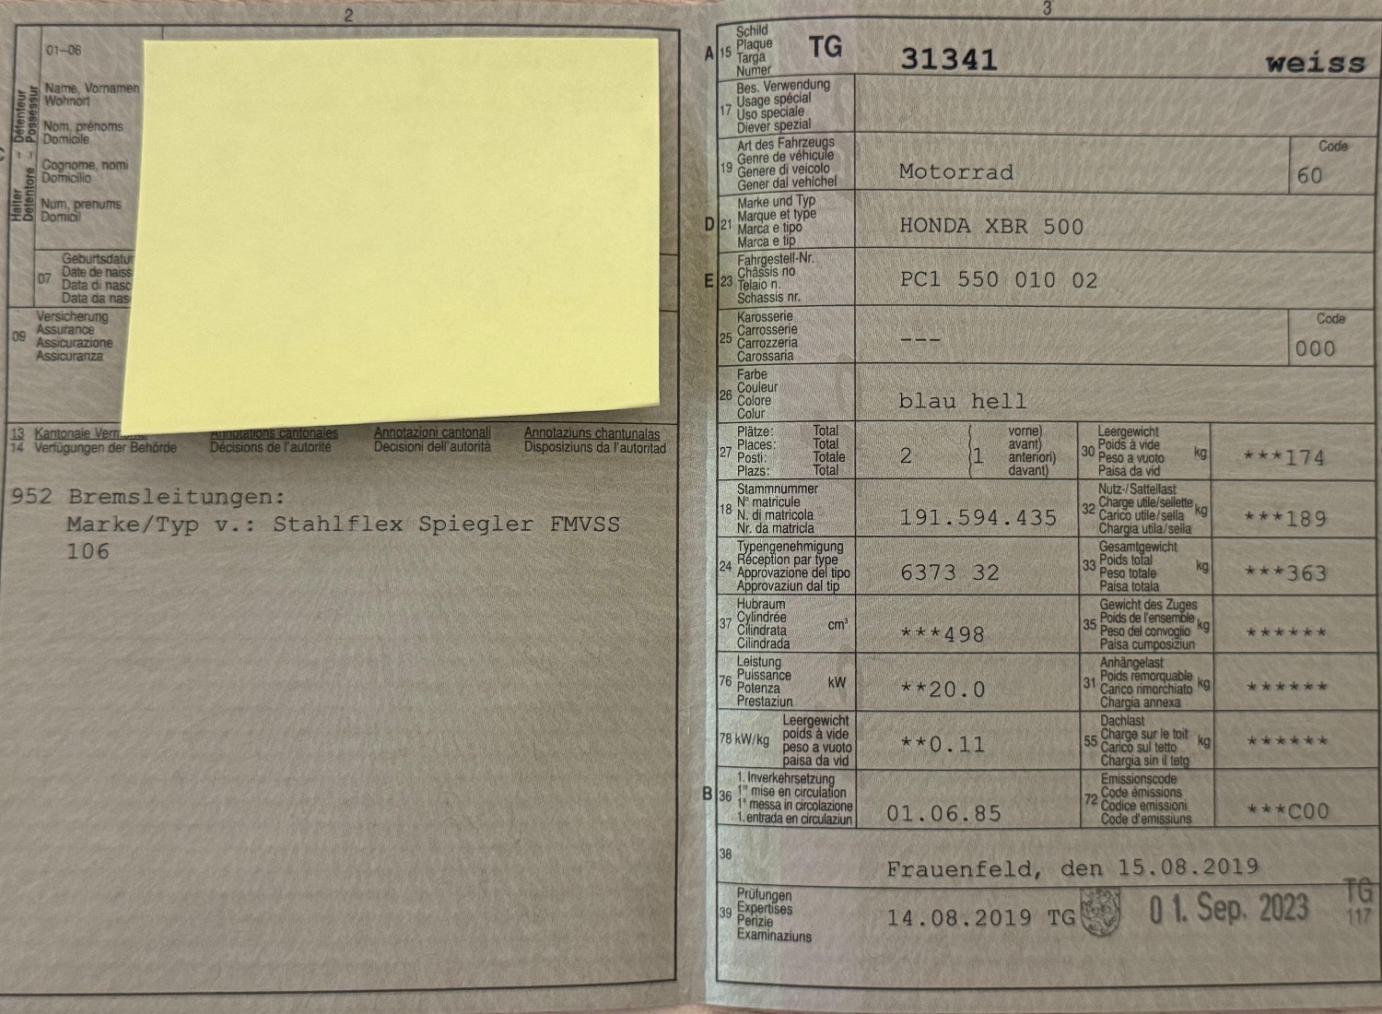 2
01–06
Halter – Détenteur
Detentore – Possessur
Name, Vornamen
Wohnort
Nom, prénoms
Domicile
Cognome, nomi
Domicilio
Num, prenums
Domicil
07
Date de naiss
Data di nasc
Data da nas
09
Versicherung
Assurance
Assicurazione
Assicuranza
13 Kantonale Annotations cantonales Annotazioni cantonali Annotaziuns chantunalas
14 Verfügungen der Behörde Décisions de l'autorité Decisioni dell'autorità Disposiziuns da l'autoritad
952 Bremsleitungen:
Marke/Typ v.: Stahlflex Spiegler FMVSS
106
3
A 15
Schild
Plaque
Targa
Numer
TG 31341 weiss
17
Bes. Verwendung
Usage spécial
Uso speciale
Diever spezial
19
Art des Fahrzeugs
Genre de véhicule
Genere di veicolo
Gener dal vehichel
Motorrad
Code
60
D 21
Marke und Typ
Marque et type
Marca e tipo
Marca e tip
HONDA XBR 500
E 23
Fahrgestell-Nr.
Châssis no
Telaio n.
Schassis nr.
PC1 550 010 02
25
Karosserie
Carrosserie
Carrozzeria
Carossaria
---
Code
000
26
Farbe
Couleur
Colore
Colur
blau hell
27
Plätze: Total
Places: Total
Posti: Totale
Plazs: Total
2
vorne)
avant)
anteriori)
davant)
1
30
Leergewicht
Poids à vide
Peso a vuoto
Paisa da vid
kg
***174
18
Stammnummer
N° matricule
N. di matricola
Nr. da matricla
191.594.435
32
Nutz-/Sattellast
Charge utile/sellette
Carico utile/sella
Chargia utila/sella
kg
***189
24
Typengenehmigung
Réception par type
Approvazione del tipo
Approvaziun dal tip
6373 32
33
Gesamtgewicht
Poids total
Peso totale
Paisa totala
kg
***363
37
Hubraum
Cylindrée
Cilindrata
Cilindrada
cm³
***498
35
Gewicht des Zuges
Poids de l'ensemble
Peso del convoglio
Paisa cumposiziun
kg
******
76
Leistung
Puissance
Potenza
Prestaziun
kW
**20.0
31
Anhängelast
Poids remorquable
Carico rimorchiato
Chargia annexa
kg
******
78 kW/kg
Leergewicht
poids à vide
peso a vuoto
paisa da vid
**0.11
55
Dachlast
Charge sur le toit
Carico sul tetto
Chargia sin il tetg
kg
******
B 36
1. Inverkehrsetzung
1re mise en circulation
1a messa in circolazione
1. entrada en circulaziun
01.06.85
72
Emissionscode
Code émissions
Codice emissioni
Code d'emissiuns
***C00
38
Frauenfeld, den 15.08.2019
39
Prüfungen
Expertises
Perizie
Examinaziuns
14.08.2019 TG
01. Sep. 2023
TG
117